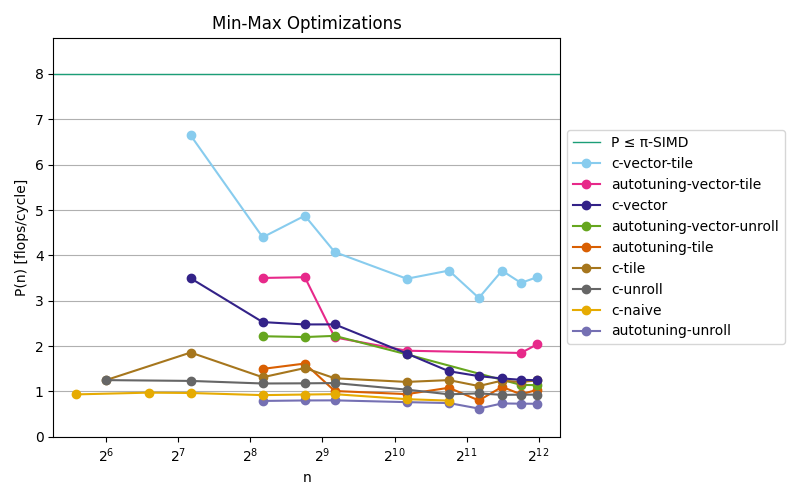 Min-Max Optimizations
P(n) [flops/cycle]
8
7
6
5
4
3
2
1
0
2^6 2^7 2^8 2^9 2^10 2^11 2^12
n
P ≤ π-SIMD
c-vector-tile
autotuning-vector-tile
c-vector
autotuning-vector-unroll
autotuning-tile
c-tile
c-unroll
c-naive
autotuning-unroll